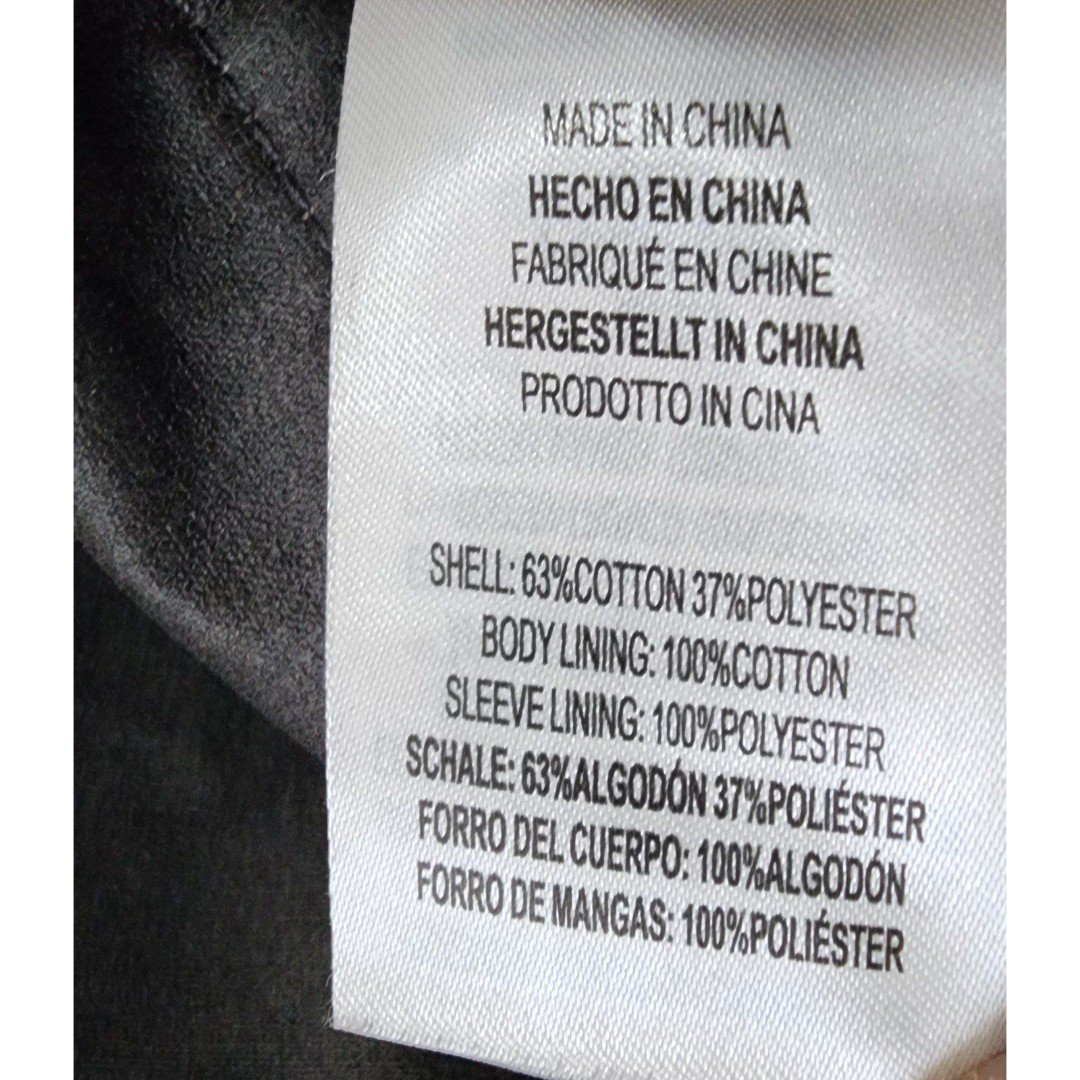 MADE IN CHINA
HECHO EN CHINA
FABRIQUÉ EN CHINE
HERGESTELLT IN CHINA
PRODOTTO IN CINA
SHELL: 63%COTTON 37%POLYESTER
BODY LINING: 100%COTTON
SLEEVE LINING: 100%POLYESTER
SCHALE: 63%ALGODÓN 37%POLIÉSTER
FORRO DEL CUERPO: 100%ALGODÓN
FORRO DE MANGAS: 100%POLIÉSTER